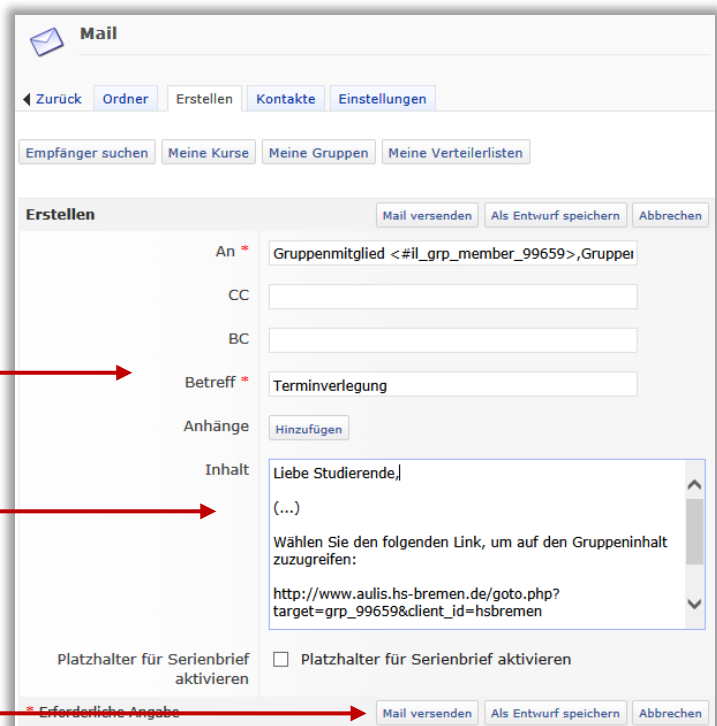 Mail
Zurück Ordner Erstellen Kontakte Einstellungen
Empfänger suchen Meine Kurse Meine Gruppen Meine Verteilerlisten
Erstellen Mail versenden Als Entwurf speichern Abbrechen
An * Gruppenmitglied <#il_grp_member_99659>,Gruppen
CC
BC
Betreff * Terminverlegung
Anhänge Hinzufügen
Inhalt Liebe Studierende,
(...)
Wählen Sie den folgenden Link, um auf den Gruppeninhalt
zuzugreifen:
http://www.aulis.hs-bremen.de/goto.php?
target=grp_99659&client_id=hsbremen
Platzhalter für Serienbrief
aktivieren
Platzhalter für Serienbrief aktivieren
* Erforderliche Angabe Mail versenden Als Entwurf speichern Abbrechen